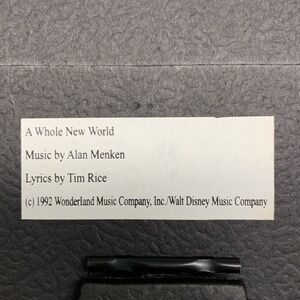 A Whole New World
Music by Alan Menken
Lyrics by Tim Rice
(c) 1992 Wonderland Music Company, Inc./Walt Disney Music Company